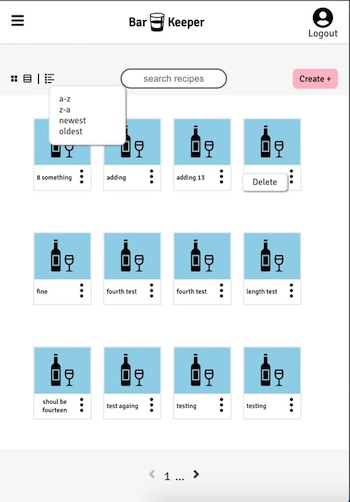 Bar Keeper
Logout
search recipes
Create +
a-z
z-a
newest
oldest
8 something
adding
adding 13
Delete
fine
fourth test
fourth test
length test
shoul be
fourteen
test againg
testing
testing
1 ...